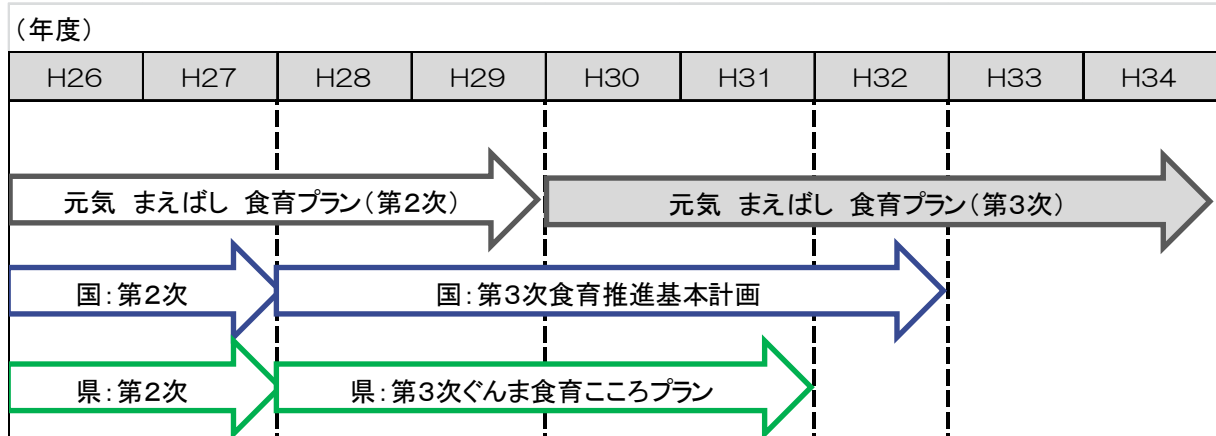 (年度)
H26 H27 H28 H29 H30 H31 H32 H33 H34
元気 まえばし 食育プラン(第2次) 元気 まえばし 食育プラン(第3次)
国:第2次 国:第3次食育推進基本計画
県:第2次 県:第3次ぐんま食育こころプラン